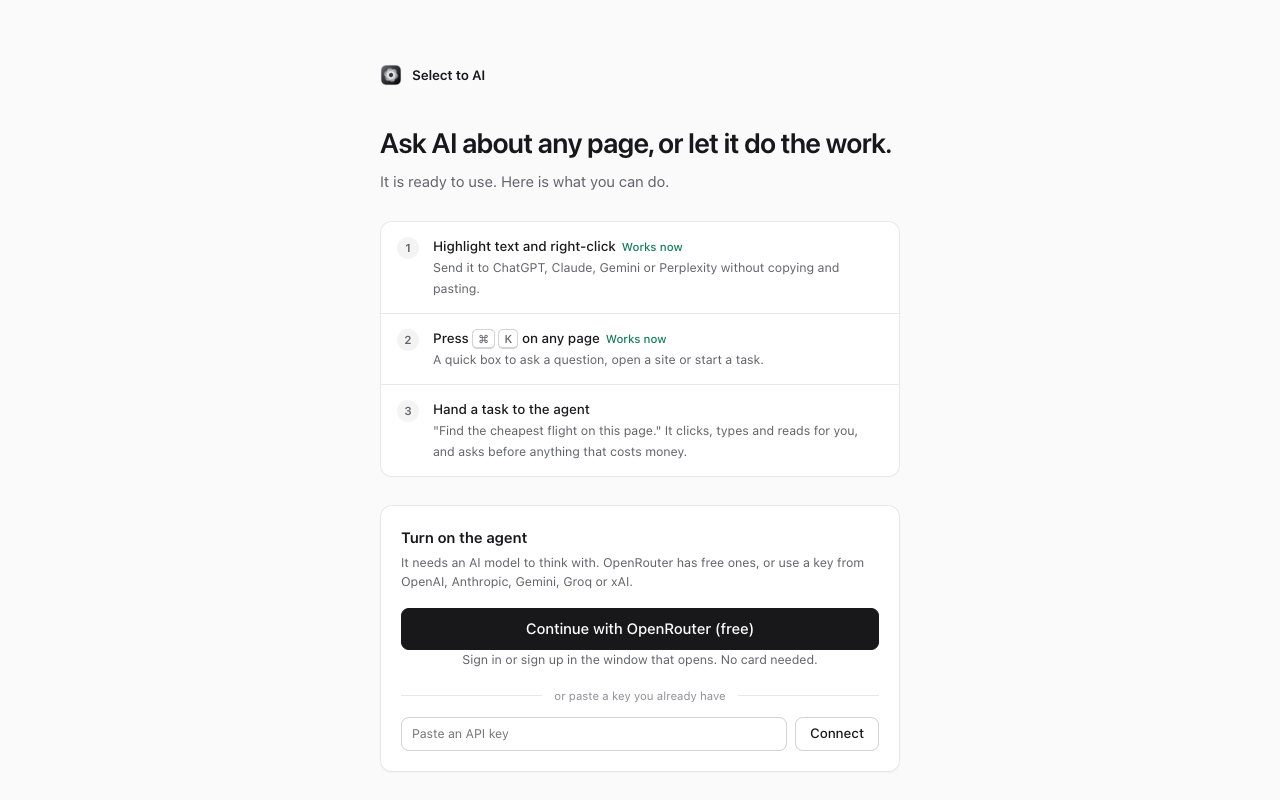 Select to AI
Ask AI about any page, or let it do the work.
It is ready to use. Here is what you can do.
1 Highlight text and right-click Works now
Send it to ChatGPT, Claude, Gemini or Perplexity without copying and
pasting.
2 Press ⌘ K on any page Works now
A quick box to ask a question, open a site or start a task.
3 Hand a task to the agent
"Find the cheapest flight on this page." It clicks, types and reads for you,
and asks before anything that costs money.
Turn on the agent
It needs an AI model to think with. OpenRouter has free ones, or use a key from
OpenAI, Anthropic, Gemini, Groq or xAI.
Continue with OpenRouter (free)
Sign in or sign up in the window that opens. No card needed.
or paste a key you already have
Paste an API key Connect